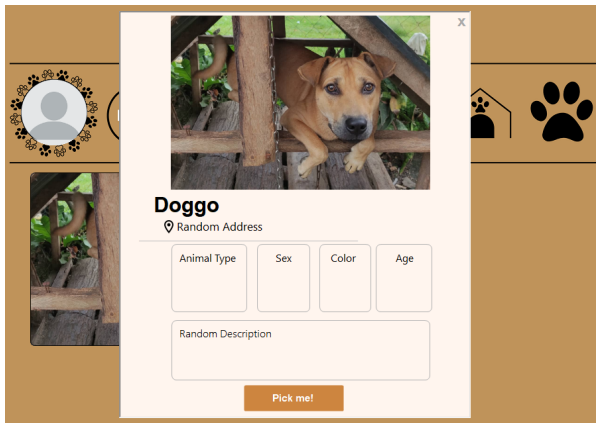 x
Doggo
Random Address
Animal Type Sex Color Age
Random Description
Pick me!